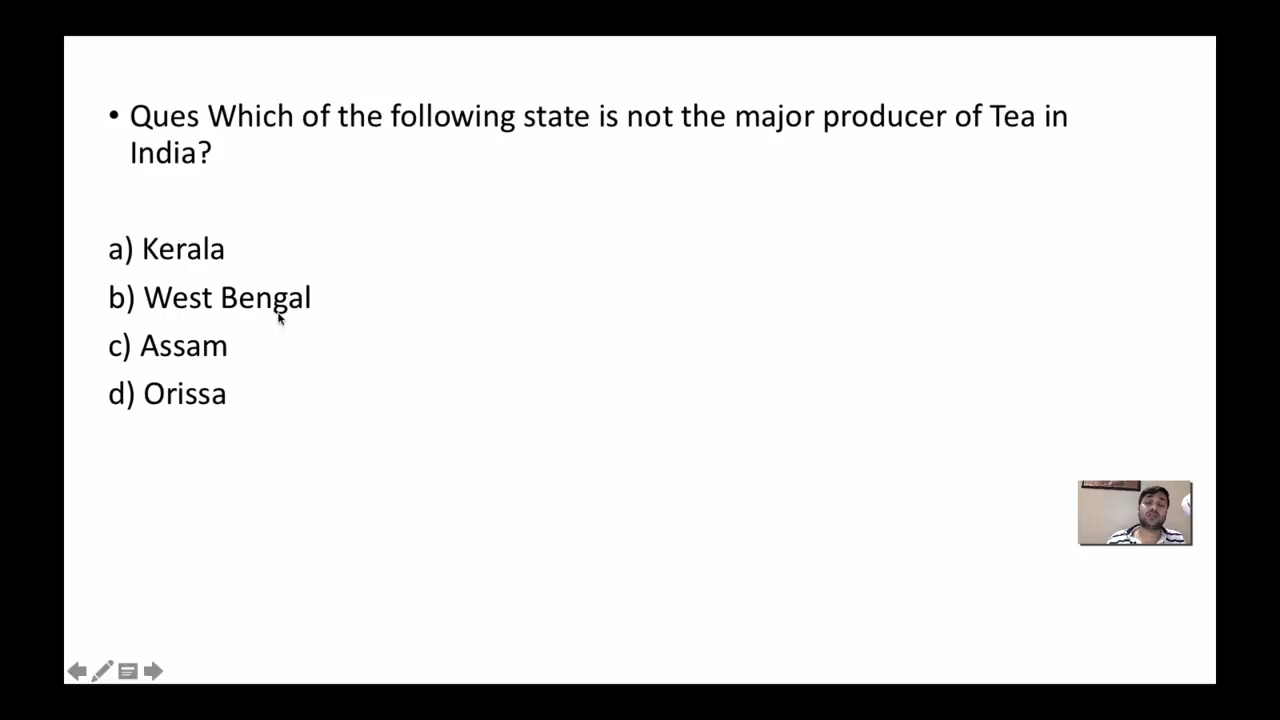 • Ques Which of the following state is not the major producer of Tea in
India?
a) Kerala
b) West Bengal
c) Assam
d) Orissa